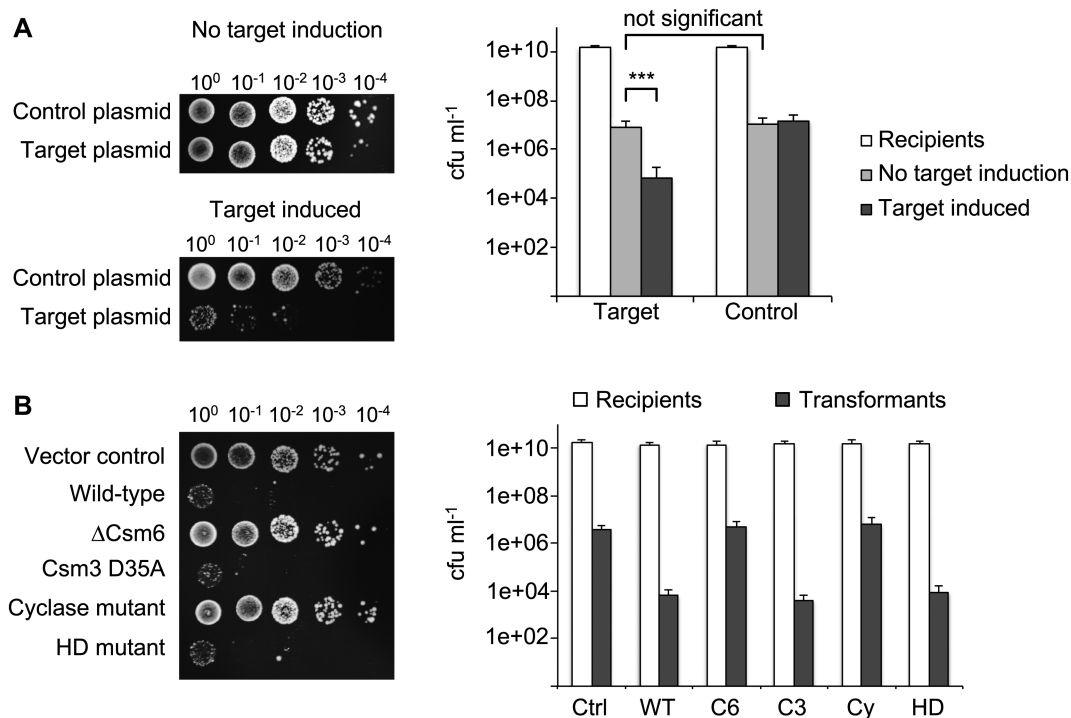 A
No target induction
10⁰ 10⁻¹ 10⁻² 10⁻³ 10⁻⁴
Control plasmid
Target plasmid
Target induced
10⁰ 10⁻¹ 10⁻² 10⁻³ 10⁻⁴
Control plasmid
Target plasmid
not significant
***
cfu ml⁻¹
1e+10
1e+08
1e+06
1e+04
1e+02
Target Control
Recipients
No target induction
Target induced
B
10⁰ 10⁻¹ 10⁻² 10⁻³ 10⁻⁴
Vector control
Wild-type
ΔCsm6
Csm3 D35A
Cyclase mutant
HD mutant
Recipients Transformants
cfu ml⁻¹
1e+10
1e+08
1e+06
1e+04
1e+02
Ctrl WT C6 C3 Cy HD